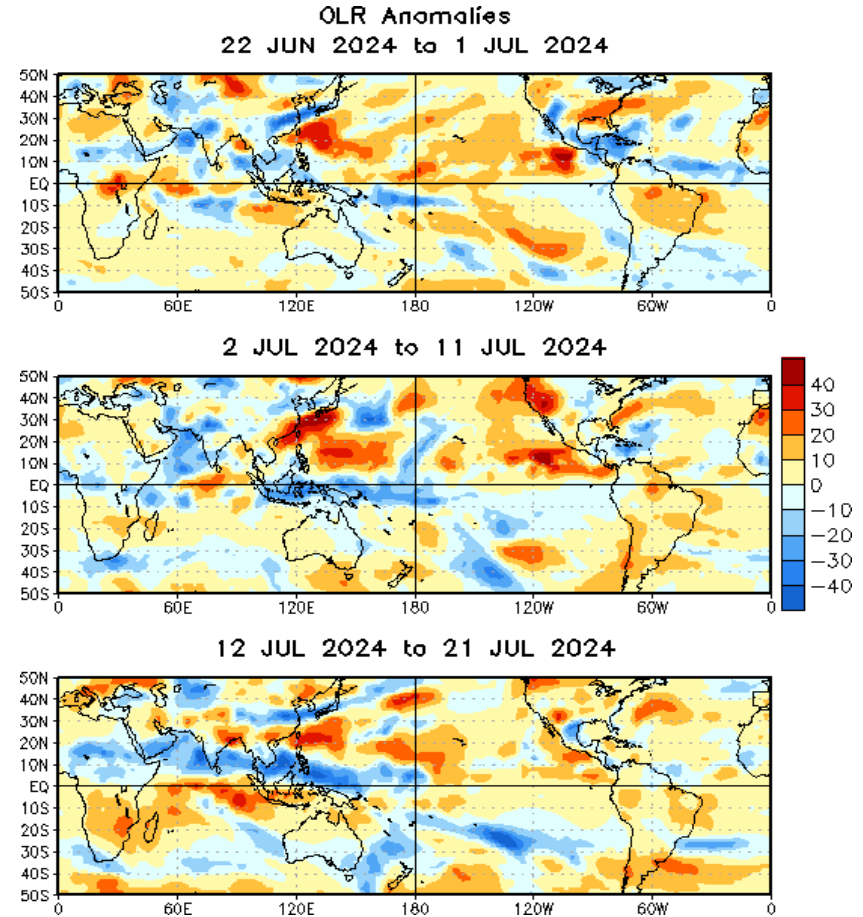 OLR Anomalies
22 JUN 2024 to 1 JUL 2024
50N
40N
30N
20N
10N
EQ
10S
20S
30S
40S
50S
0 60E 120E 180 120W 60W 0
2 JUL 2024 to 11 JUL 2024
50N
40N
30N
20N
10N
EQ
10S
20S
30S
40S
50S
0 60E 120E 180 120W 60W 0
40
30
20
10
0
−10
−20
−30
−40
12 JUL 2024 to 21 JUL 2024
50N
40N
30N
20N
10N
EQ
10S
20S
30S
40S
50S
0 60E 120E 180 120W 60W 0